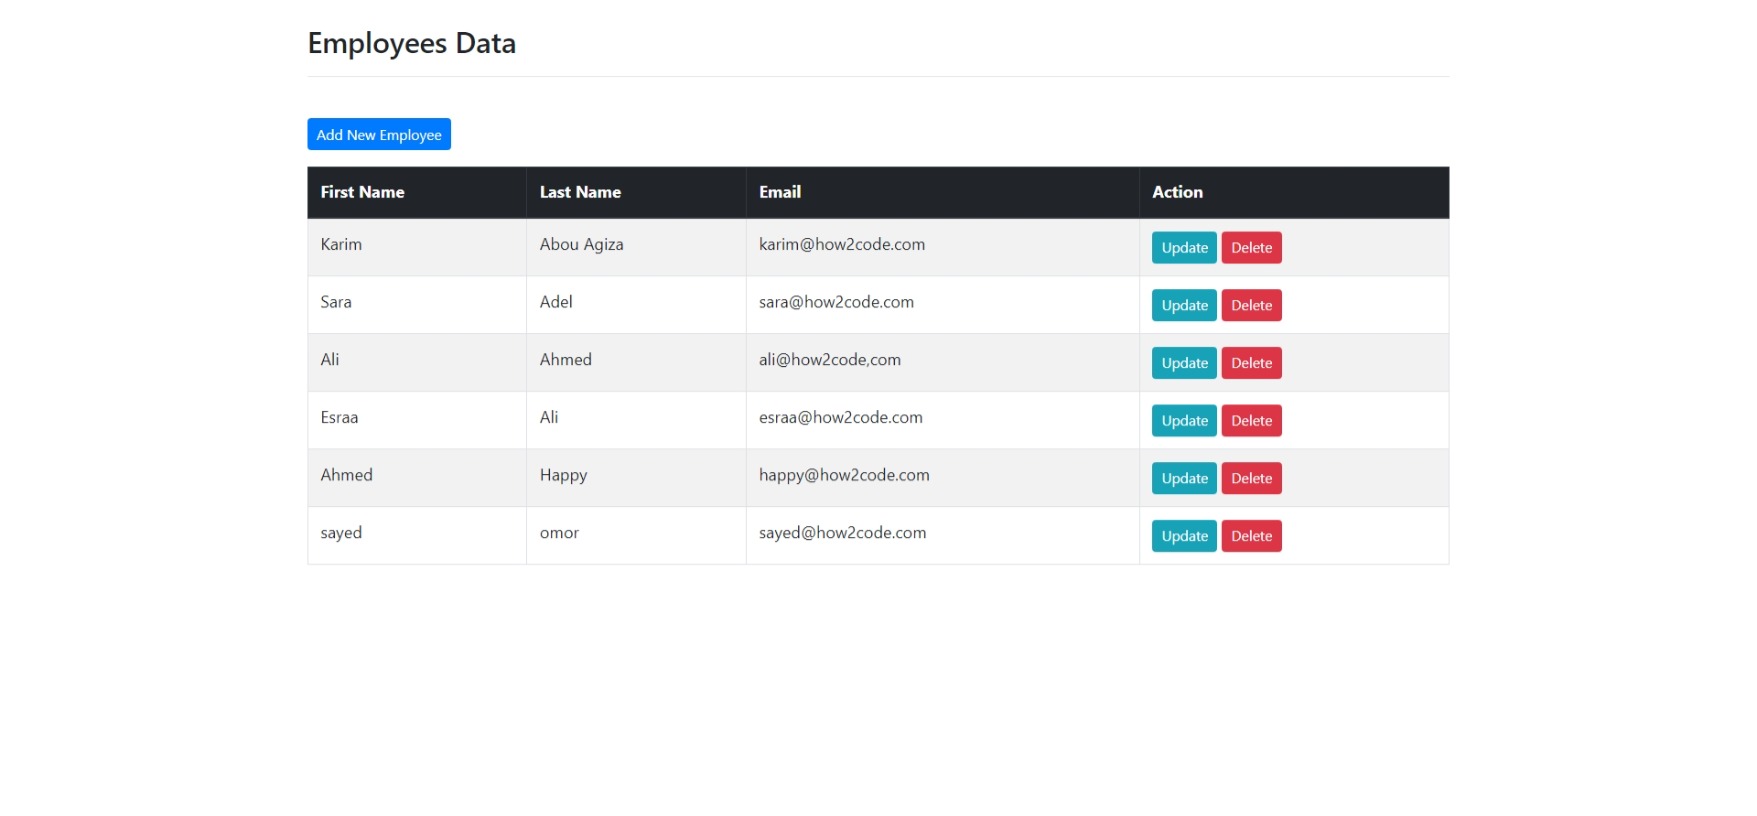 Employees Data
Add New Employee
First Name Last Name Email Action
Karim Abou Agiza karim@how2code.com Update Delete
Sara Adel sara@how2code.com Update Delete
Ali Ahmed ali@how2code,com Update Delete
Esraa Ali esraa@how2code.com Update Delete
Ahmed Happy happy@how2code.com Update Delete
sayed omor sayed@how2code.com Update Delete